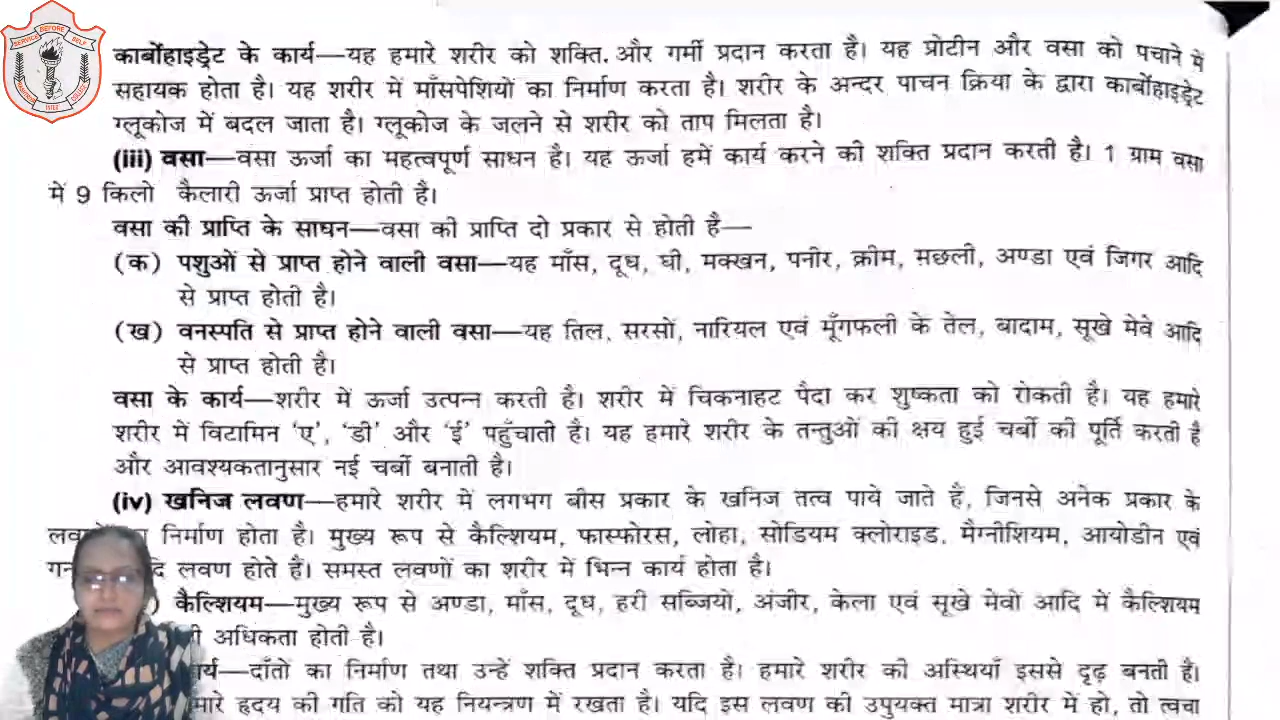 SERVICE BEFORE SELF
कार्बोहाइड्रेट के कार्य—यह हमारे शरीर को शक्ति. और गर्मी प्रदान करता है। यह प्रोटीन और वसा को पचाने में
सहायक होता है। यह शरीर में माँसपेशियों का निर्माण करता है। शरीर के अन्दर पाचन क्रिया के द्वारा कार्बोहाइड्रेट
ग्लूकोज में बदल जाता है। ग्लूकोज के जलने से शरीर को ताप मिलता है।
(iii) वसा—वसा ऊर्जा का महत्वपूर्ण साधन है। यह ऊर्जा हमें कार्य करने की शक्ति प्रदान करती है। 1 ग्राम वसा
में 9 किलो कैलारी ऊर्जा प्राप्त होती है।
वसा की प्राप्ति के साधन—वसा की प्राप्ति दो प्रकार से होती है—
(क) पशुओं से प्राप्त होने वाली वसा—यह माँस, दूध, घी, मक्खन, पनीर, क्रीम, मछली, अण्डा एवं जिगर आदि
से प्राप्त होती है।
(ख) वनस्पति से प्राप्त होने वाली वसा—यह तिल, सरसों, नारियल एवं मूँगफली के तेल, बादाम, सूखे मेवे आदि
से प्राप्त होती है।
वसा के कार्य—शरीर में ऊर्जा उत्पन्न करती है। शरीर में चिकनाहट पैदा कर शुष्कता को रोकती है। यह हमारे
शरीर में विटामिन ‘ए’, ‘डी’ और ‘ई’ पहुँचाती है। यह हमारे शरीर के तन्तुओं की क्षय हुई चर्बी की पूर्ति करती है
और आवश्यकतानुसार नई चर्बी बनाती है।
(iv) खनिज लवण—हमारे शरीर में लगभग बीस प्रकार के खनिज तत्व पाये जाते हैं, जिनसे अनेक प्रकार के
निर्माण होता है। मुख्य रूप से कैल्शियम, फास्फोरस, लोहा, सोडियम क्लोराइड, मैग्नीशियम, आयोडीन एवं
लवण होते हैं। समस्त लवणों का शरीर में भिन्न कार्य होता है।
कैल्शियम—मुख्य रूप से अण्डा, माँस, दूध, हरी सब्जियों, अंजीर, केला एवं सूखे मेवों आदि में कैल्शियम
अधिकता होती है।
दाँतों का निर्माण तथा उन्हें शक्ति प्रदान करता है। हमारे शरीर की अस्थियाँ इससे दृढ़ बनती है।
हृदय की गति को यह नियन्त्रण में रखता है। यदि इस लवण की उपुयक्त मात्रा शरीर में हो, तो त्वचा